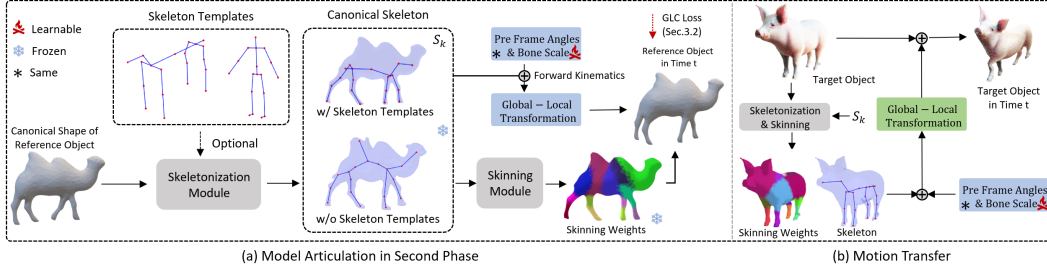 Learnable
Frozen
* Same
Skeleton Templates
Canonical Skeleton
S_k
w/ Skeleton Templates
w/o Skeleton Templates
Canonical Shape of
Reference Object
Optional
Skeletonization
Module
Pre Frame Angles
* & Bone Scale
Forward Kinematics
Global − Local
Transformation
Skinning
Module
Skinning Weights
GLC Loss
(Sec.3.2)
Reference Object
in Time t
(a) Model Articulation in Second Phase
Target Object
Target Object
in Time t
Skeletonization
& Skinning
S_k
Global − Local
Transformation
Skinning Weights
Skeleton
Pre Frame Angles
* & Bone Scale
(b) Motion Transfer